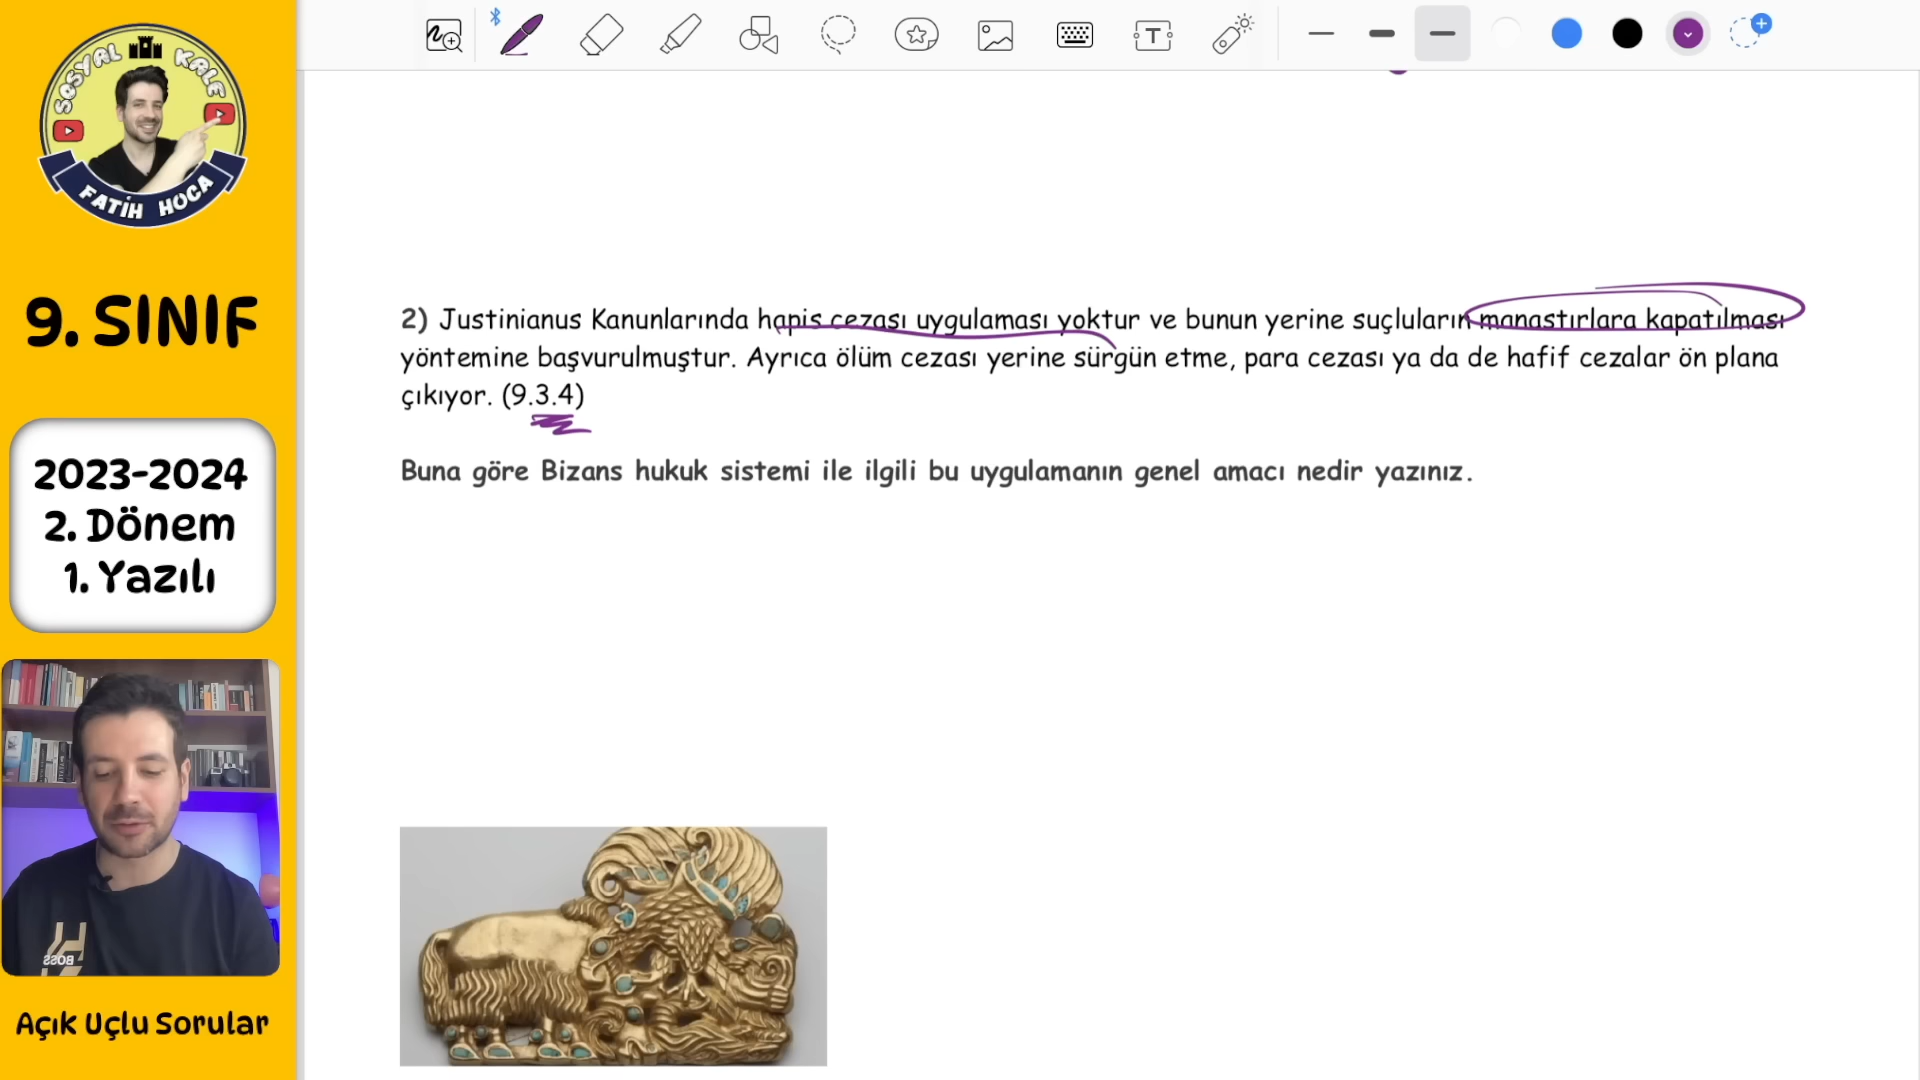 SOSYAL KALE
FATİH HOCA
9. SINIF
2023-2024
2. Dönem
1. Yazılı
BOSS
Açık Uçlu Sorular
T
2) Justinianus Kanunlarında hapis cezası uygulaması yoktur ve bunun yerine suçluların manastırlara kapatılması
yöntemine başvurulmuştur. Ayrıca ölüm cezası yerine sürgün etme, para cezası ya da de hafif cezalar ön plana
çıkıyor. (9.3.4)
Buna göre Bizans hukuk sistemi ile ilgili bu uygulamanın genel amacı nedir yazınız.